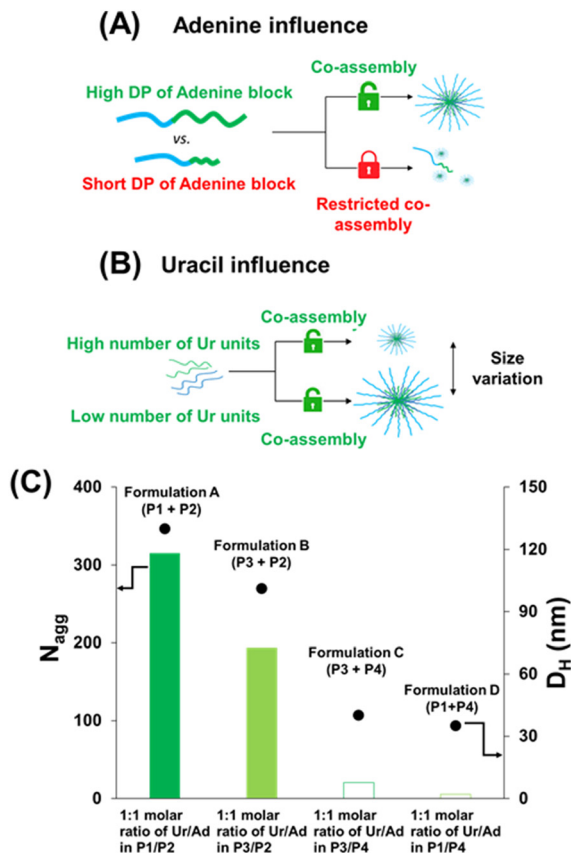 (A) Adenine influence
Co-assembly
High DP of Adenine block
vs.
Short DP of Adenine block
Restricted co-
assembly
(B) Uracil influence
Co-assembly
High number of Ur units
Size
variation
Low number of Ur units
Co-assembly
(C)
400
300
200
100
0
Nagg
150
120
90
60
30
0
DH (nm)
Formulation A
(P1 + P2)
Formulation B
(P3 + P2)
Formulation C
(P3 + P4)
Formulation D
(P1+P4)
1:1 molar
ratio of Ur/Ad
in P1/P2
1:1 molar
ratio of Ur/Ad
in P3/P2
1:1 molar
ratio of Ur/Ad
in P3/P4
1:1 molar
ratio of Ur/Ad
in P1/P4